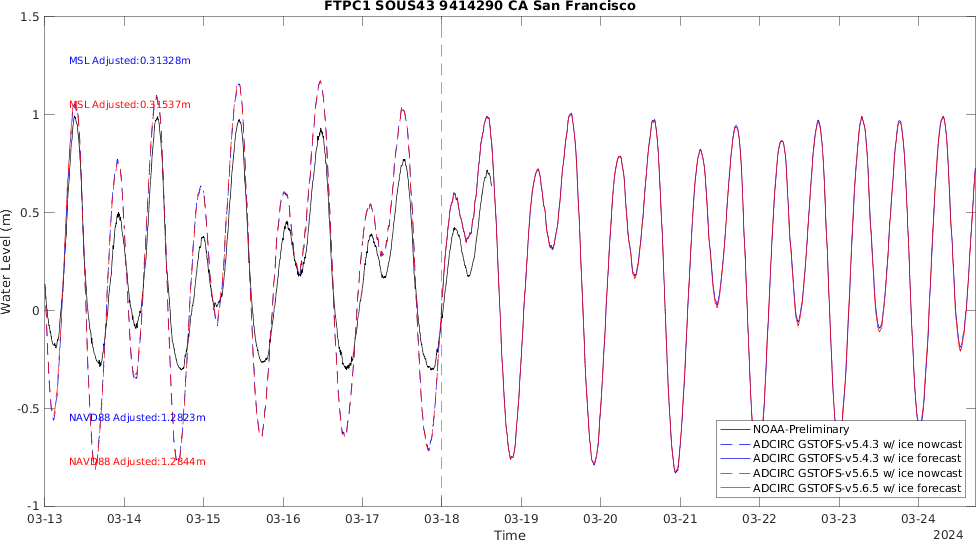 FTPC1 SOUS43 9414290 CA San Francisco
1.5
1
0.5
0
-0.5
-1
Water Level (m)
MSL Adjusted:0.31328m
MSL Adjusted:0.31537m
NAVD88 Adjusted:1.2823m
NAVD88 Adjusted:1.2844m
NOAA-Preliminary
ADCIRC GSTOFS-v5.4.3 w/ ice nowcast
ADCIRC GSTOFS-v5.4.3 w/ ice forecast
ADCIRC GSTOFS-v5.6.5 w/ ice nowcast
ADCIRC GSTOFS-v5.6.5 w/ ice forecast
03-13 03-14 03-15 03-16 03-17 03-18 03-19 03-20 03-21 03-22 03-23 03-24
Time
2024